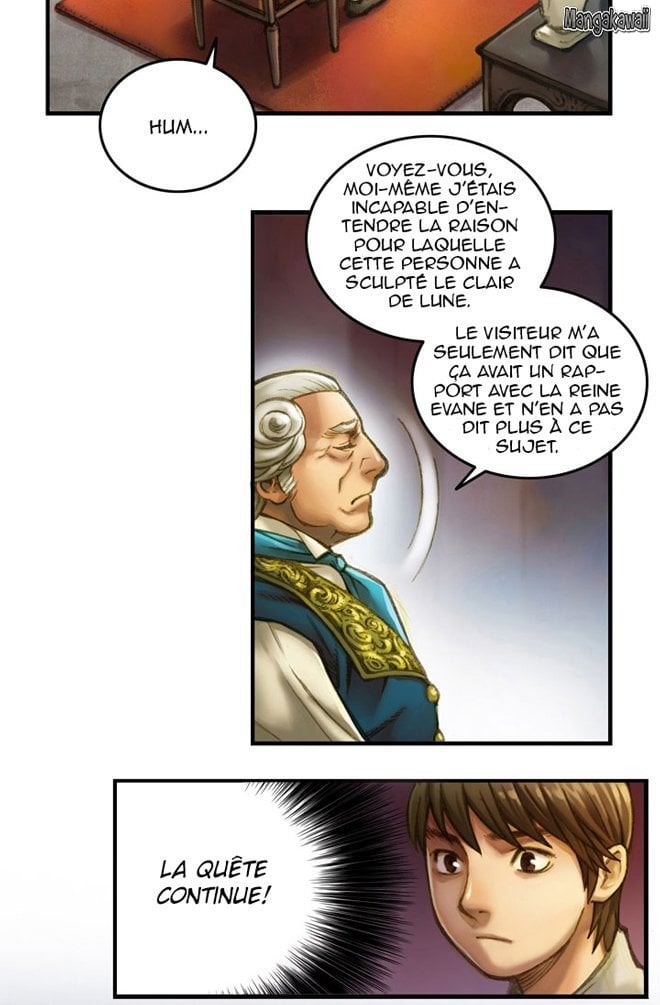 Mangakawaii
HUM...
VOYEZ-VOUS,
MOI-MÊME J'ÉTAIS
INCAPABLE D'EN-
TENDRE LA RAISON
POUR LAQUELLE
CETTE PERSONNE A
SCULPTÉ LE CLAIR
DE LUNE.
LE VISITEUR M'A
SEULEMENT DIT QUE
ÇA AVAIT UN RAP-
PORT AVEC LA REINE
EVANE ET N'EN A PAS
DIT PLUS À CE
SUJET.
LA QUÊTE
CONTINUE!